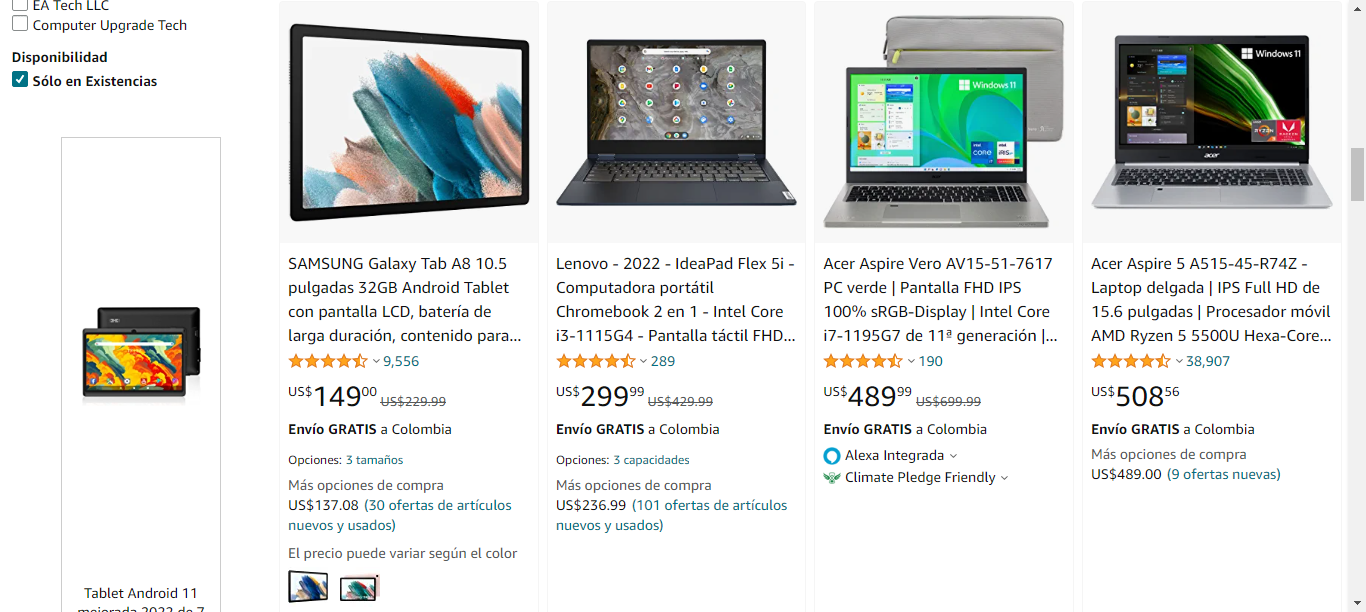 EA Tech LLC
Computer Upgrade Tech
Disponibilidad
Sólo en Existencias
Tablet Android 11
mejorada 2022 de 7
SAMSUNG Galaxy Tab A8 10.5
pulgadas 32GB Android Tablet
con pantalla LCD, batería de
larga duración, contenido para...
9,556
US$149.00 US$229.99
Envío GRATIS a Colombia
Opciones: 3 tamaños
Más opciones de compra
US$137.08 (30 ofertas de artículos
nuevos y usados)
El precio puede variar según el color
Lenovo - 2022 - IdeaPad Flex 5i -
Computadora portátil
Chromebook 2 en 1 - Intel Core
i3-1115G4 - Pantalla táctil FHD...
289
US$299.99 US$429.99
Envío GRATIS a Colombia
Opciones: 3 capacidades
Más opciones de compra
US$236.99 (101 ofertas de artículos
nuevos y usados)
Windows 11
intel
CORE
i7
intel
iRIS xe
Acer Aspire Vero AV15-51-7617
PC verde | Pantalla FHD IPS
100% sRGB-Display | Intel Core
i7-1195G7 de 11ª generación |...
190
US$489.99 US$699.99
Envío GRATIS a Colombia
Alexa Integrada
Climate Pledge Friendly
Windows 11
RYZEN
acer
Acer Aspire 5 A515-45-R74Z -
Laptop delgada | IPS Full HD de
15.6 pulgadas | Procesador móvil
AMD Ryzen 5 5500U Hexa-Core...
38,907
US$508.56
Envío GRATIS a Colombia
Más opciones de compra
US$489.00 (9 ofertas nuevas)